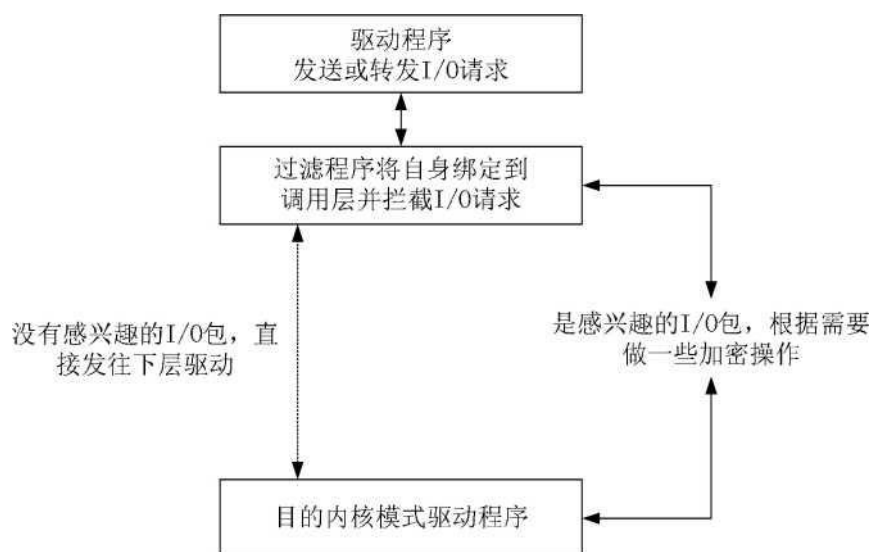 驱动程序
发送或转发I/O请求
过滤程序将自身绑定到
调用层并拦截I/O请求
没有感兴趣的I/O包，直
接发往下层驱动
是感兴趣的I/O包，根据需要
做一些加密操作
目的内核模式驱动程序